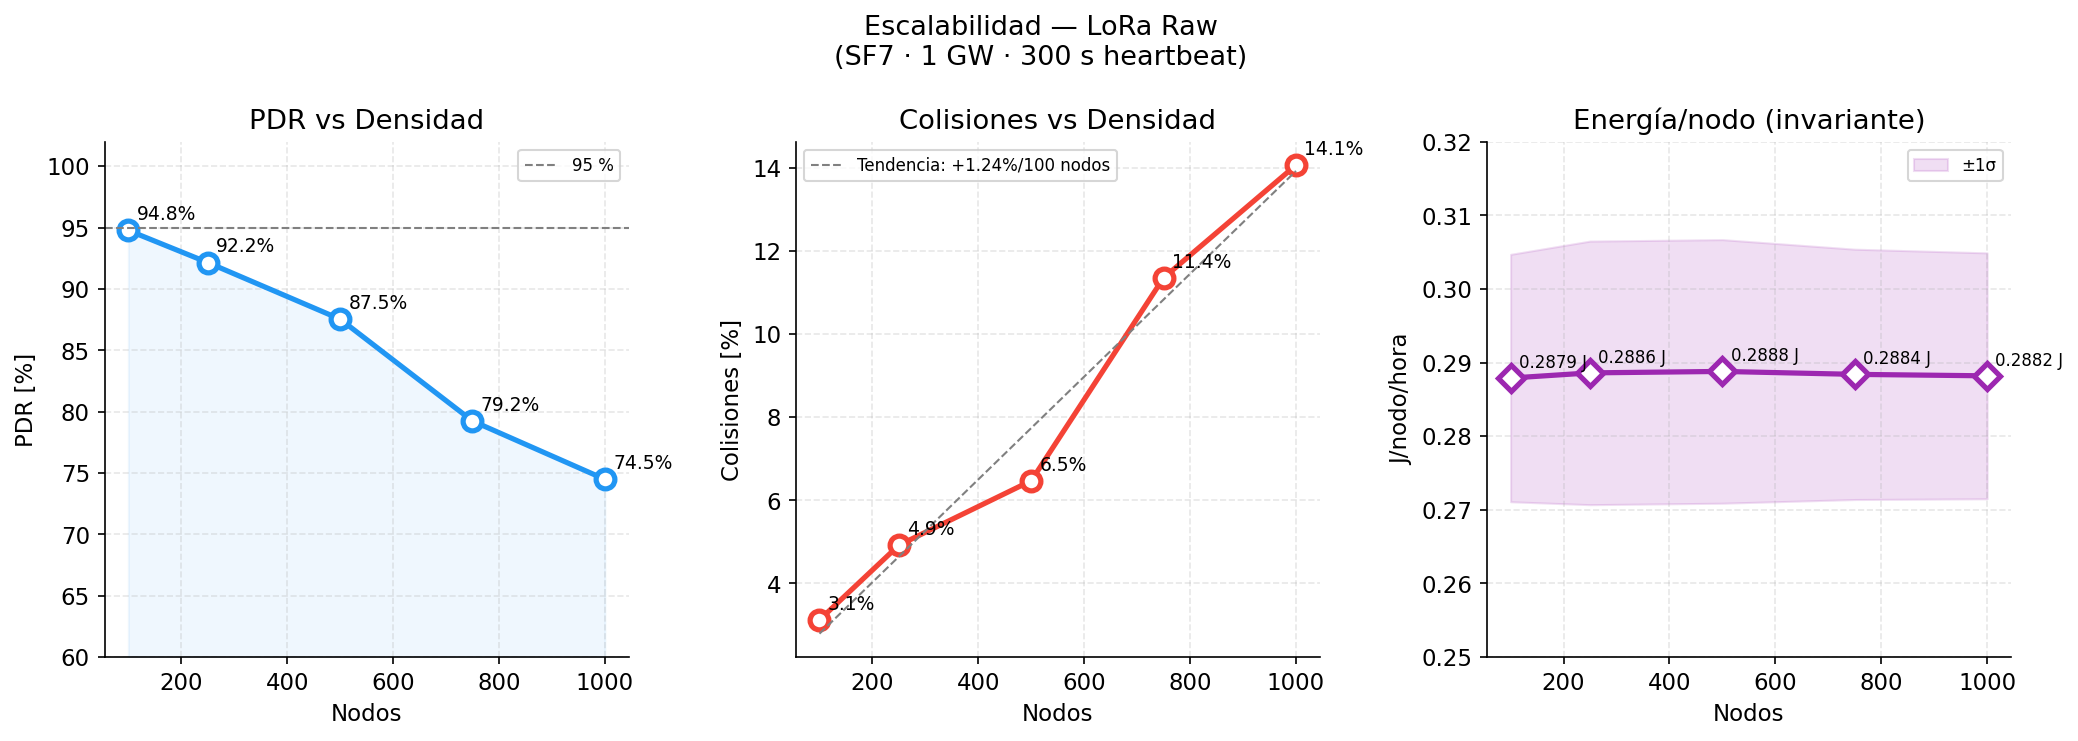 Escalabilidad — LoRa Raw
(SF7 · 1 GW · 300 s heartbeat)
PDR vs Densidad
100
95
90
85
80
75
70
65
60
200
400
600
800
1000
PDR [%]
Nodos
95 %
94.8%
92.2%
87.5%
79.2%
74.5%
Colisiones vs Densidad
14
12
10
8
6
4
200
400
600
800
1000
Colisiones [%]
Nodos
Tendencia: +1.24%/100 nodos
3.1%
4.9%
6.5%
11.4%
14.1%
Energía/nodo (invariante)
0.32
0.31
0.30
0.29
0.28
0.27
0.26
0.25
200
400
600
800
1000
J/nodo/hora
Nodos
±1σ
0.2879 J
0.2886 J
0.2888 J
0.2884 J
0.2882 J